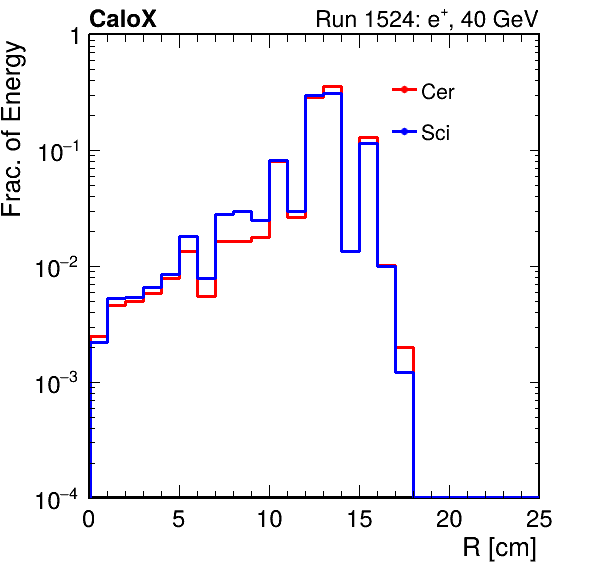 CaloX Run 1524: e⁺, 40 GeV
Frac. of Energy
1
10⁻¹
10⁻²
10⁻³
10⁻⁴
Cer
Sci
0 5 10 15 20 25
R [cm]